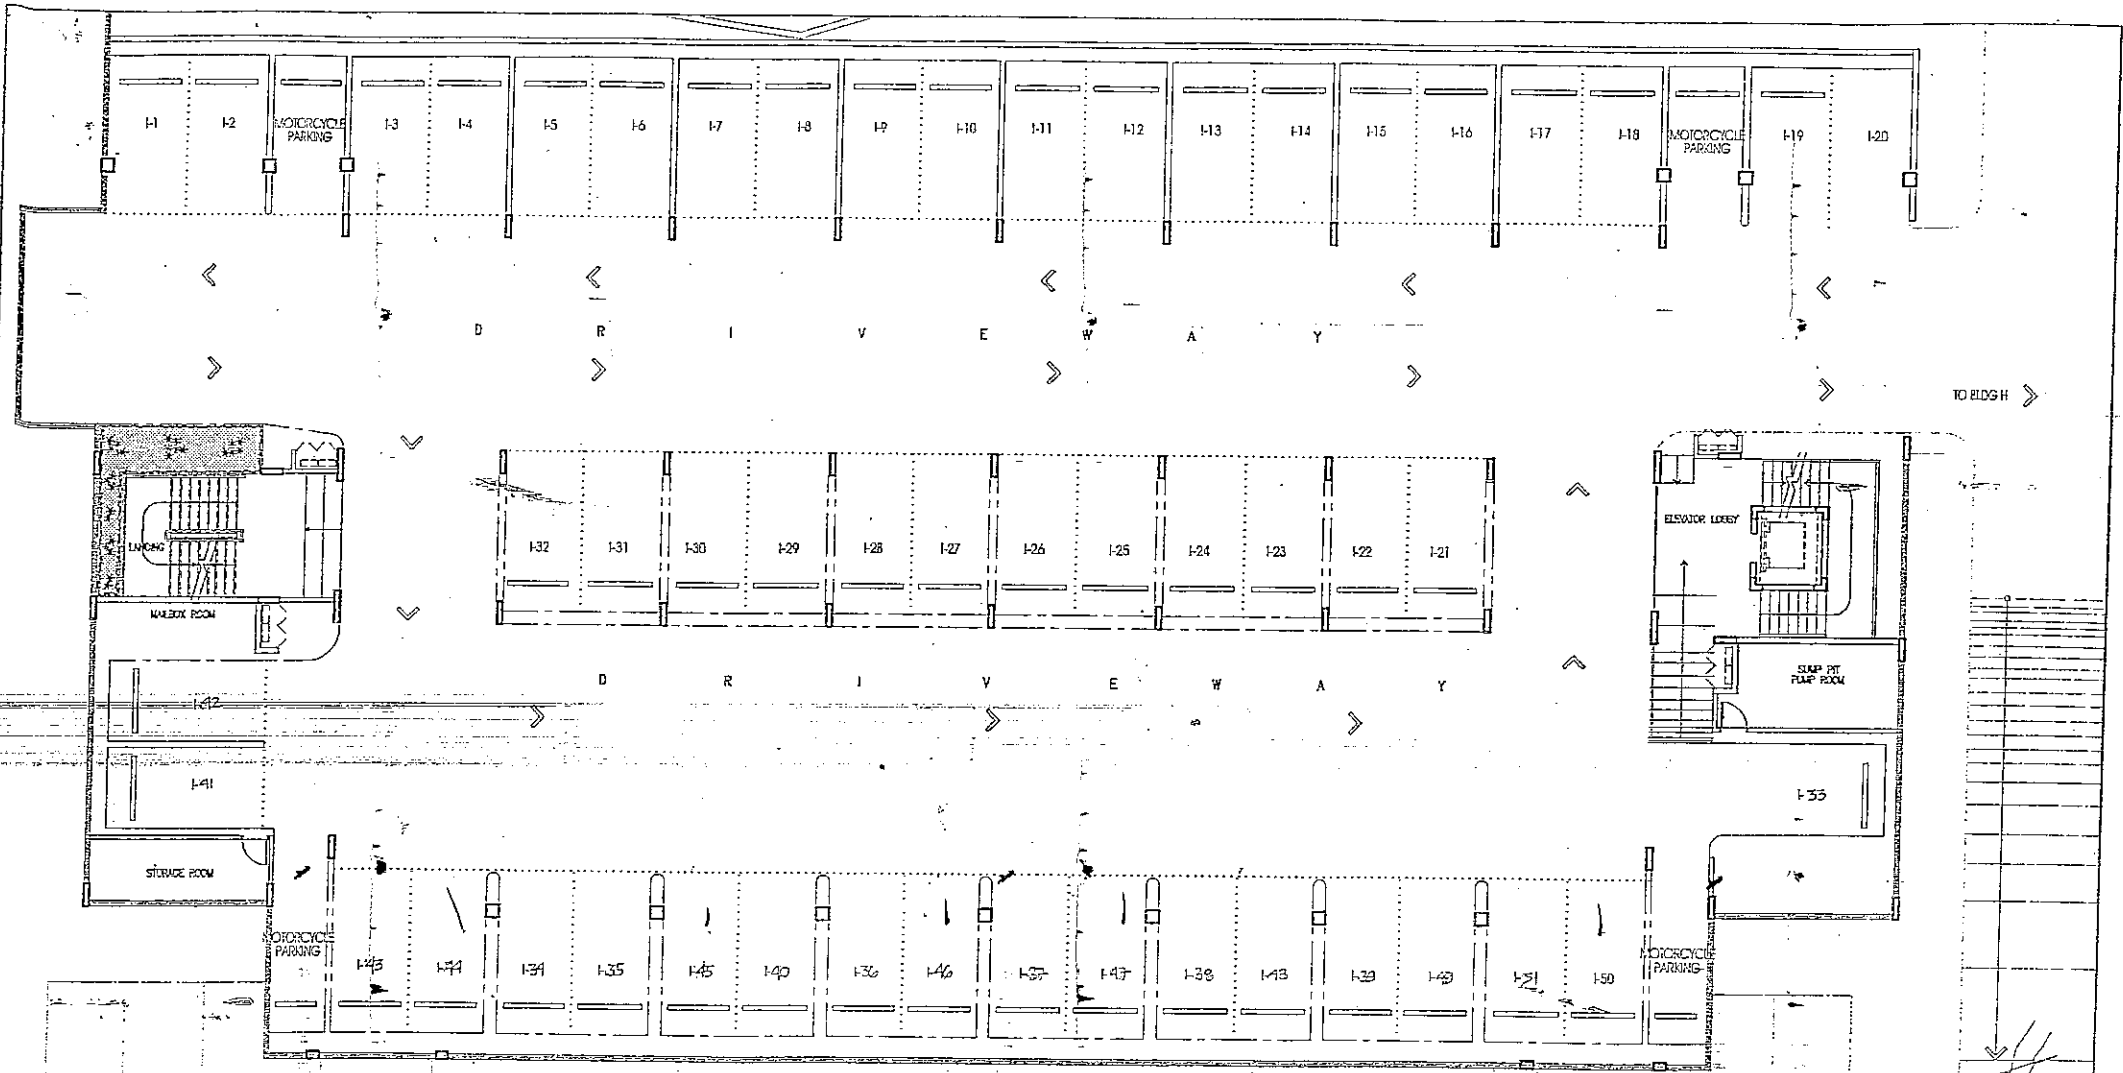 I-1
I-2
MOTORCYCLE
PARKING
I-3
I-4
I-5
I-6
I-7
I-8
I-9
I-10
I-11
I-12
I-13
I-14
I-15
I-16
I-17
I-18
MOTORCYCLE
PARKING
I-19
I-20
D R I V E W A Y
TO BLDG H
LANDING
I-32
I-31
I-30
I-29
I-28
I-27
I-26
I-25
I-24
I-23
I-22
I-21
ELEVATOR LOBBY
MAILBOX ROOM
SUMP PIT
PUMP ROOM
D R I V E W A Y
I-42
I-41
I-33
STORAGE ROOM
MOTORCYCLE
PARKING
I-43
I-44
I-34
I-35
I-45
I-40
I-36
I-46
I-37
I-47
I-38
I-39
I-50
MOTORCYCLE
PARKING